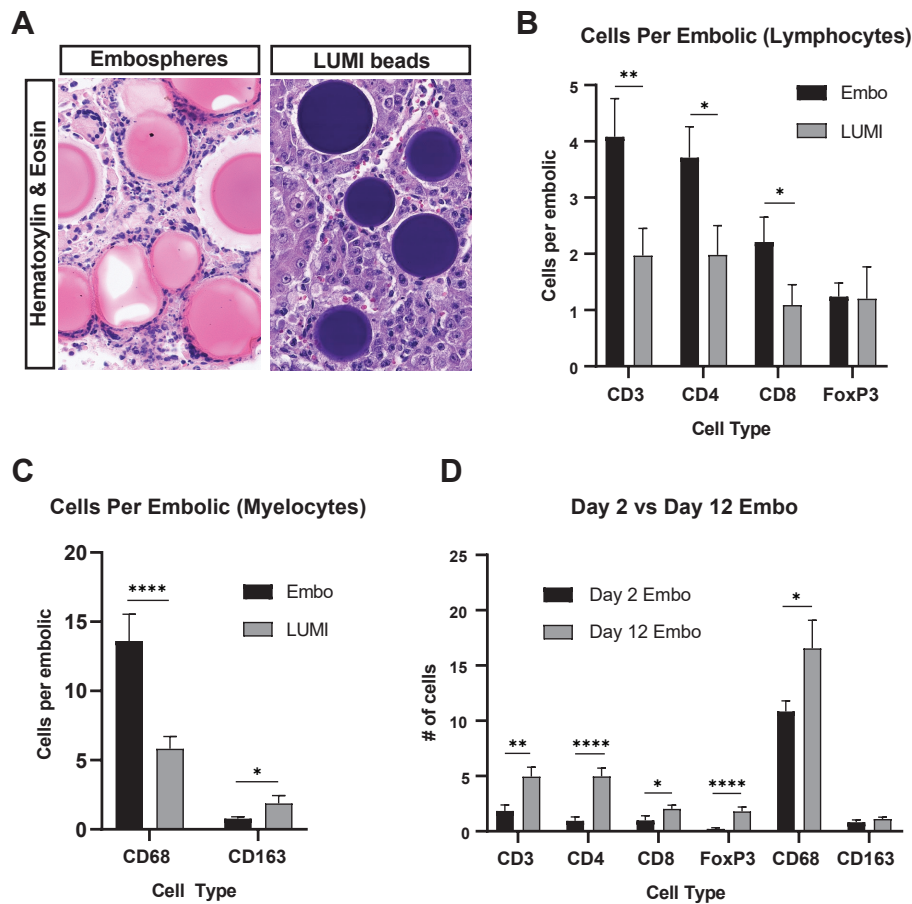 A
Embospheres
LUMI beads
Hematoxylin & Eosin
B
Cells Per Embolic (Lymphocytes)
Cells per embolic
5
4
3
2
1
0
**
*
*
Embo
LUMI
CD3
CD4
CD8
FoxP3
Cell Type
C
Cells Per Embolic (Myelocytes)
Cells per embolic
20
15
10
5
0
****
*
Embo
LUMI
CD68
CD163
Cell Type
D
Day 2 vs Day 12 Embo
# of cells
25
20
15
10
5
0
Day 2 Embo
Day 12 Embo
**
****
*
****
*
CD3
CD4
CD8
FoxP3
CD68
CD163
Cell Type